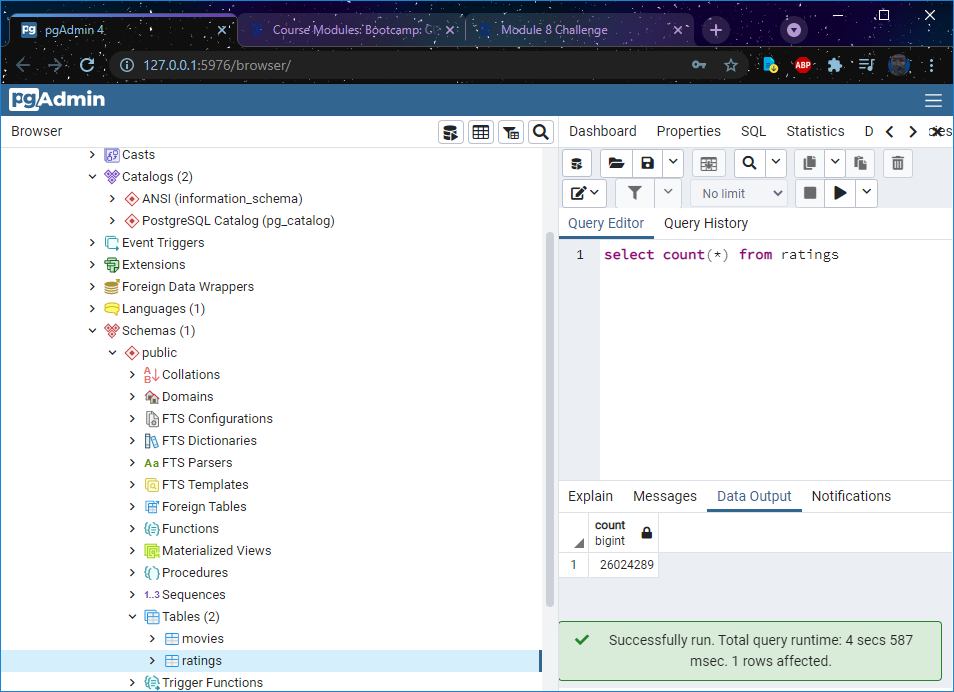 pgAdmin 4
Course Modules: Bootcamp:
Module 8 Challenge
127.0.0.1:5976/browser/
ABP
pgAdmin
Browser
Casts
Catalogs (2)
ANSI (information_schema)
PostgreSQL Catalog (pg_catalog)
Event Triggers
Extensions
Foreign Data Wrappers
Languages (1)
Schemas (1)
public
Collations
Domains
FTS Configurations
FTS Dictionaries
Aa FTS Parsers
FTS Templates
Foreign Tables
Functions
Materialized Views
Procedures
1..3 Sequences
Tables (2)
movies
ratings
Trigger Functions
Dashboard Properties SQL Statistics D
No limit
Query Editor Query History
1 select count(*) from ratings
Explain Messages Data Output Notifications
count
bigint
1 26024289
Successfully run. Total query runtime: 4 secs 587
msec. 1 rows affected.